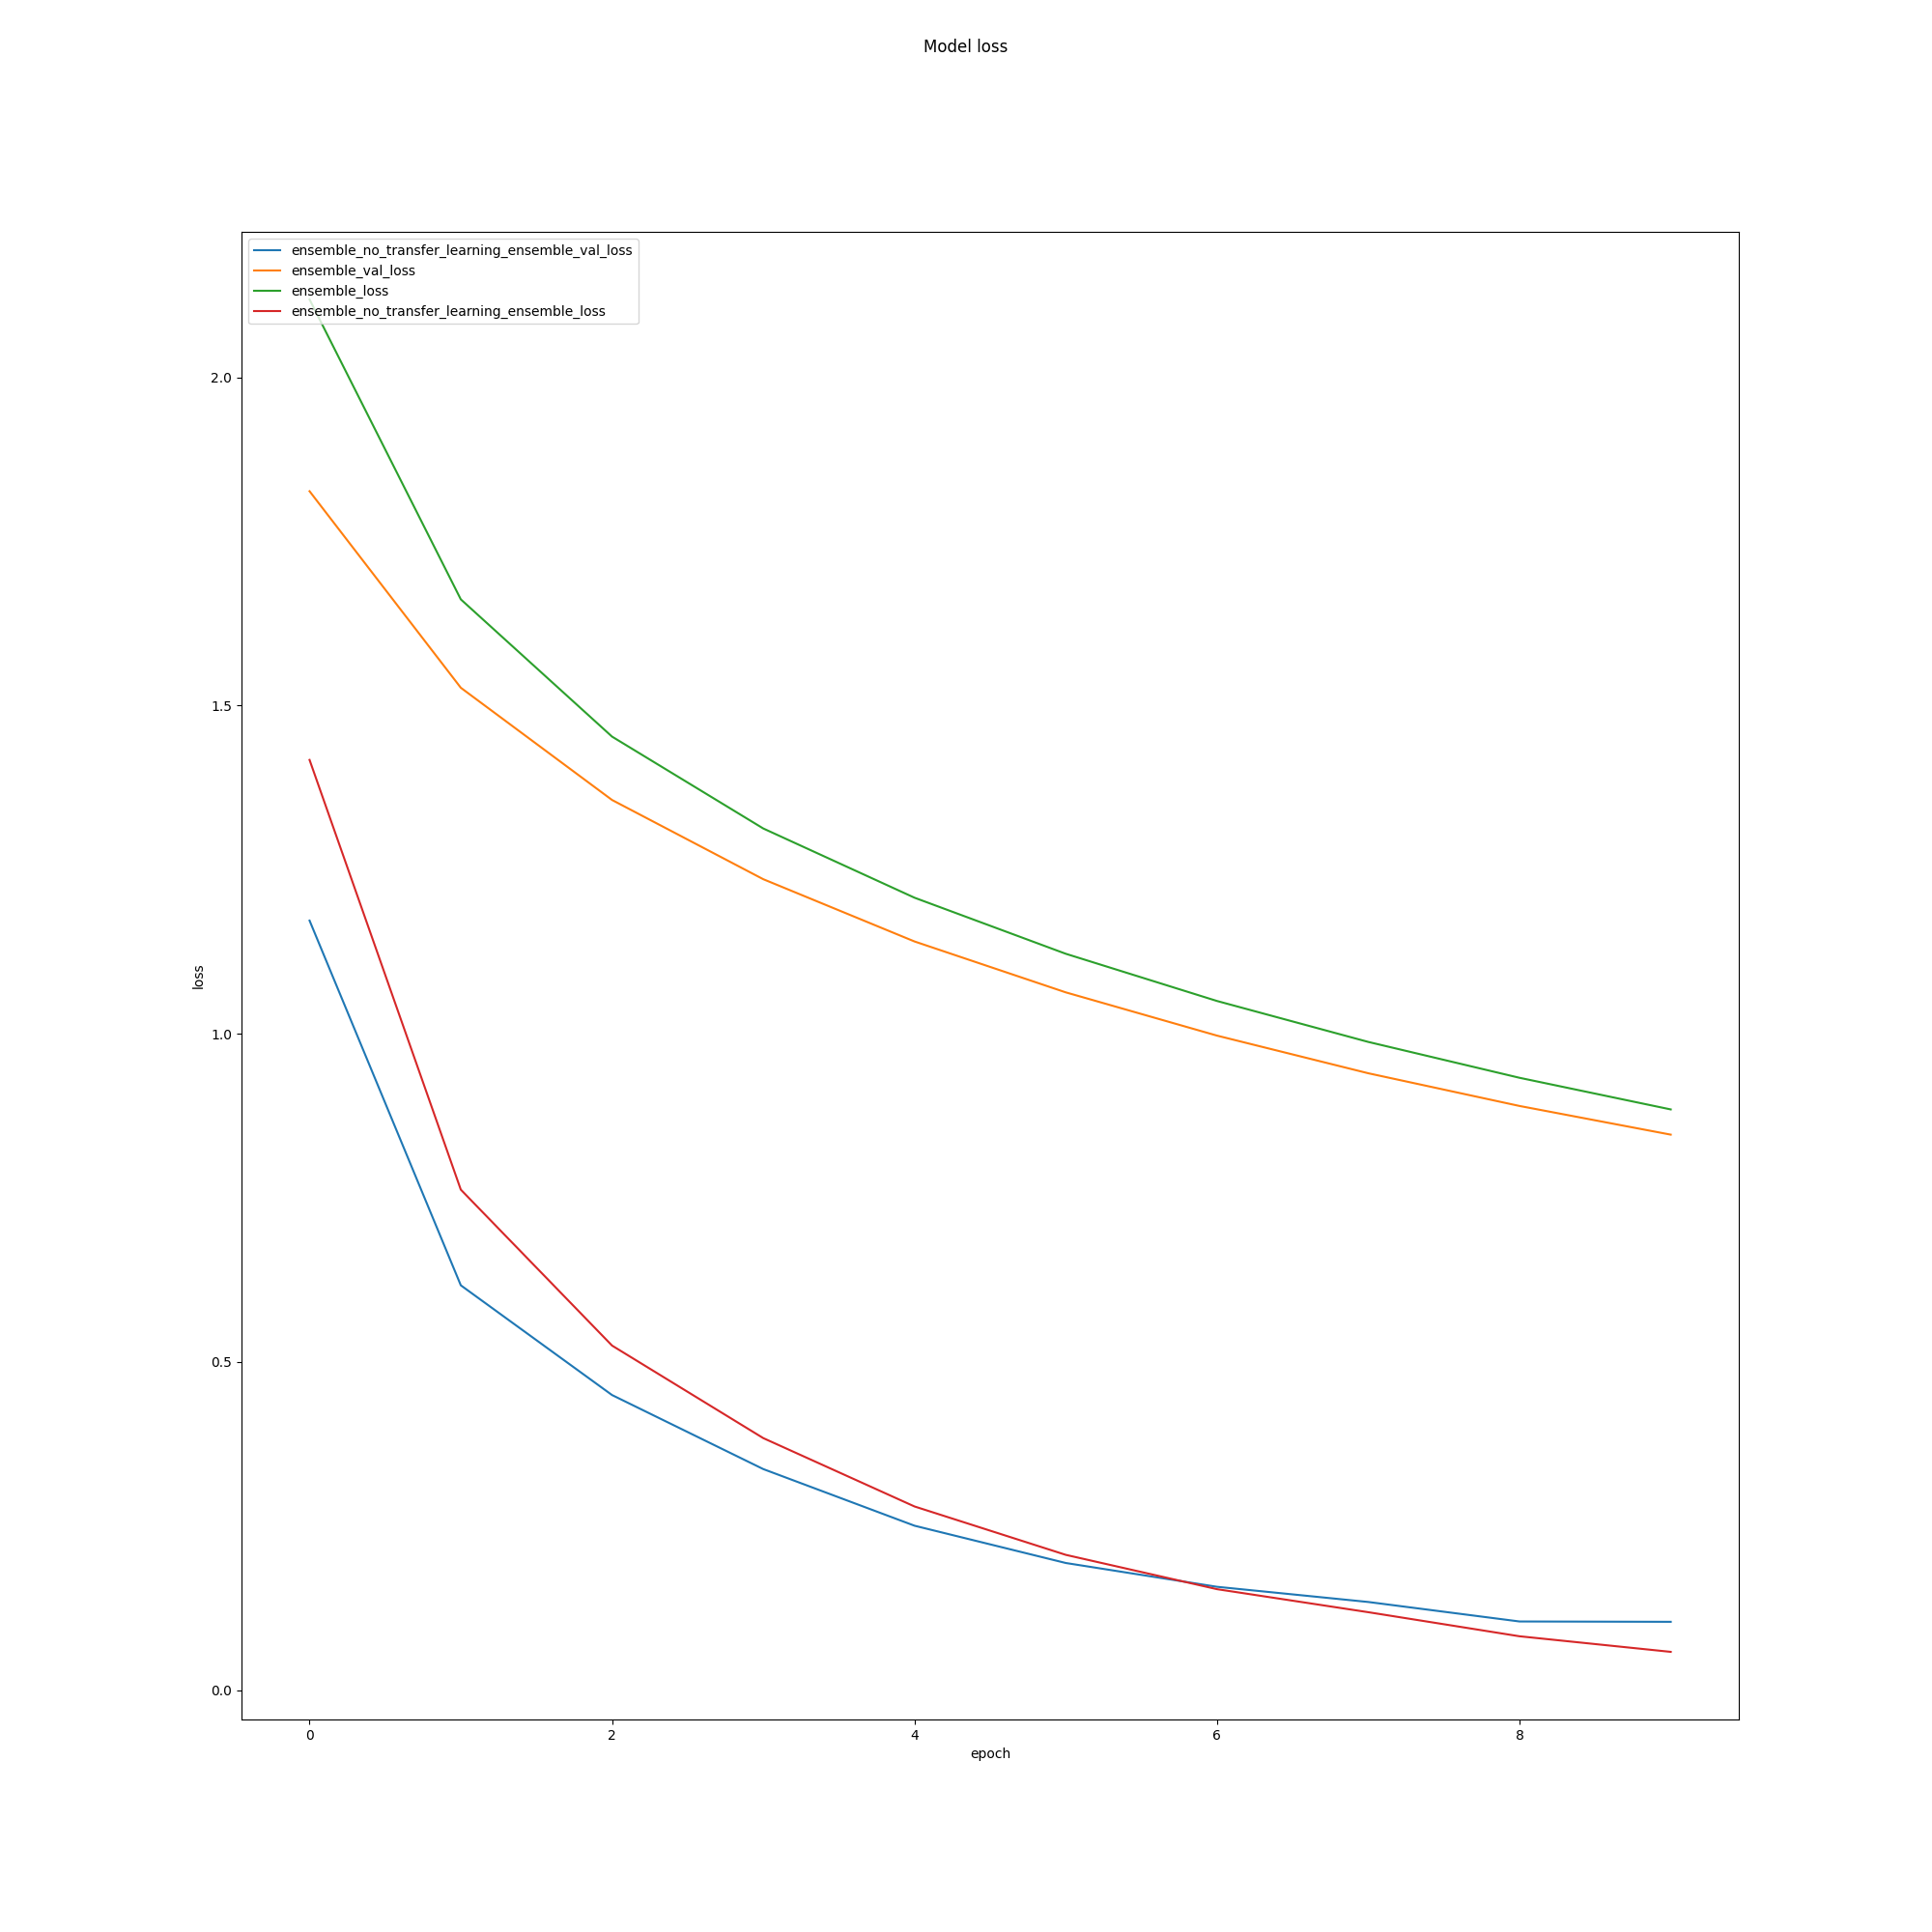 Model loss
ensemble_no_transfer_learning_ensemble_val_loss
ensemble_val_loss
ensemble_loss
ensemble_no_transfer_learning_ensemble_loss
2.0
1.5
1.0
0.5
0.0
loss
0 2 4 6 8
epoch